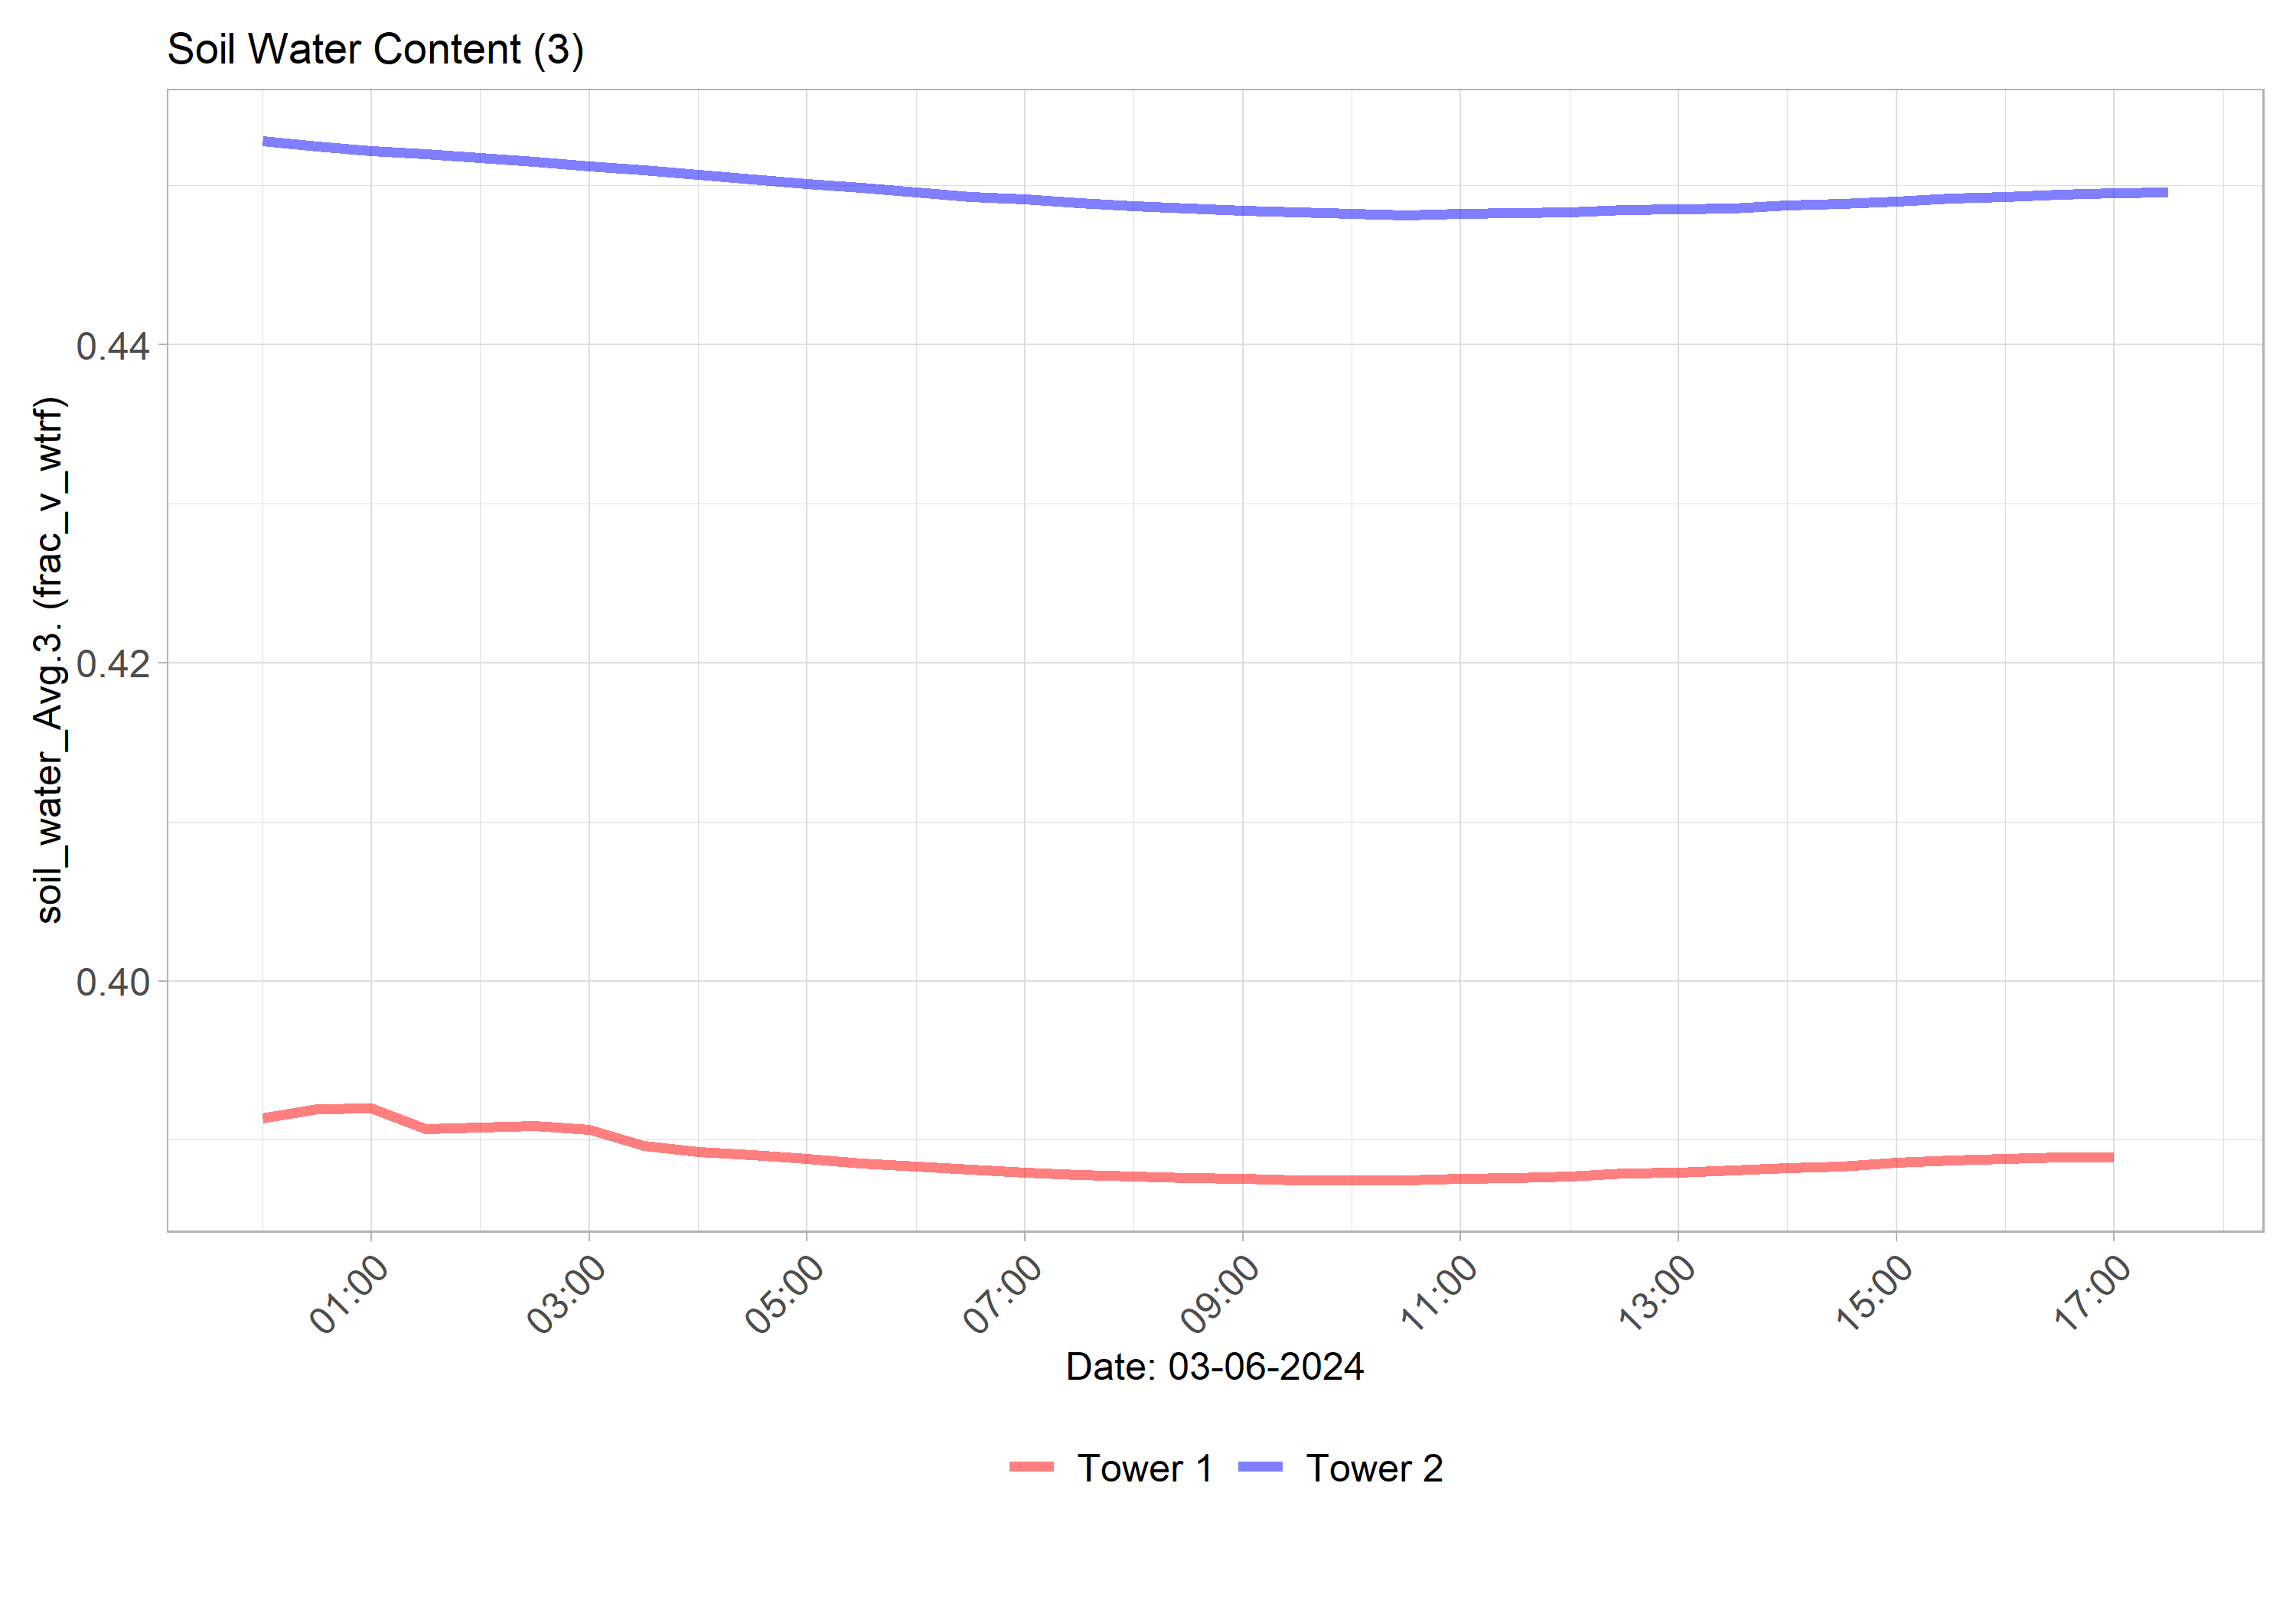 Soil Water Content (3)
soil_water_Avg.3. (frac_v_wtrf)
0.44
0.42
0.40
01:00
03:00
05:00
07:00
09:00
11:00
13:00
15:00
17:00
Date: 03-06-2024
Tower 1
Tower 2